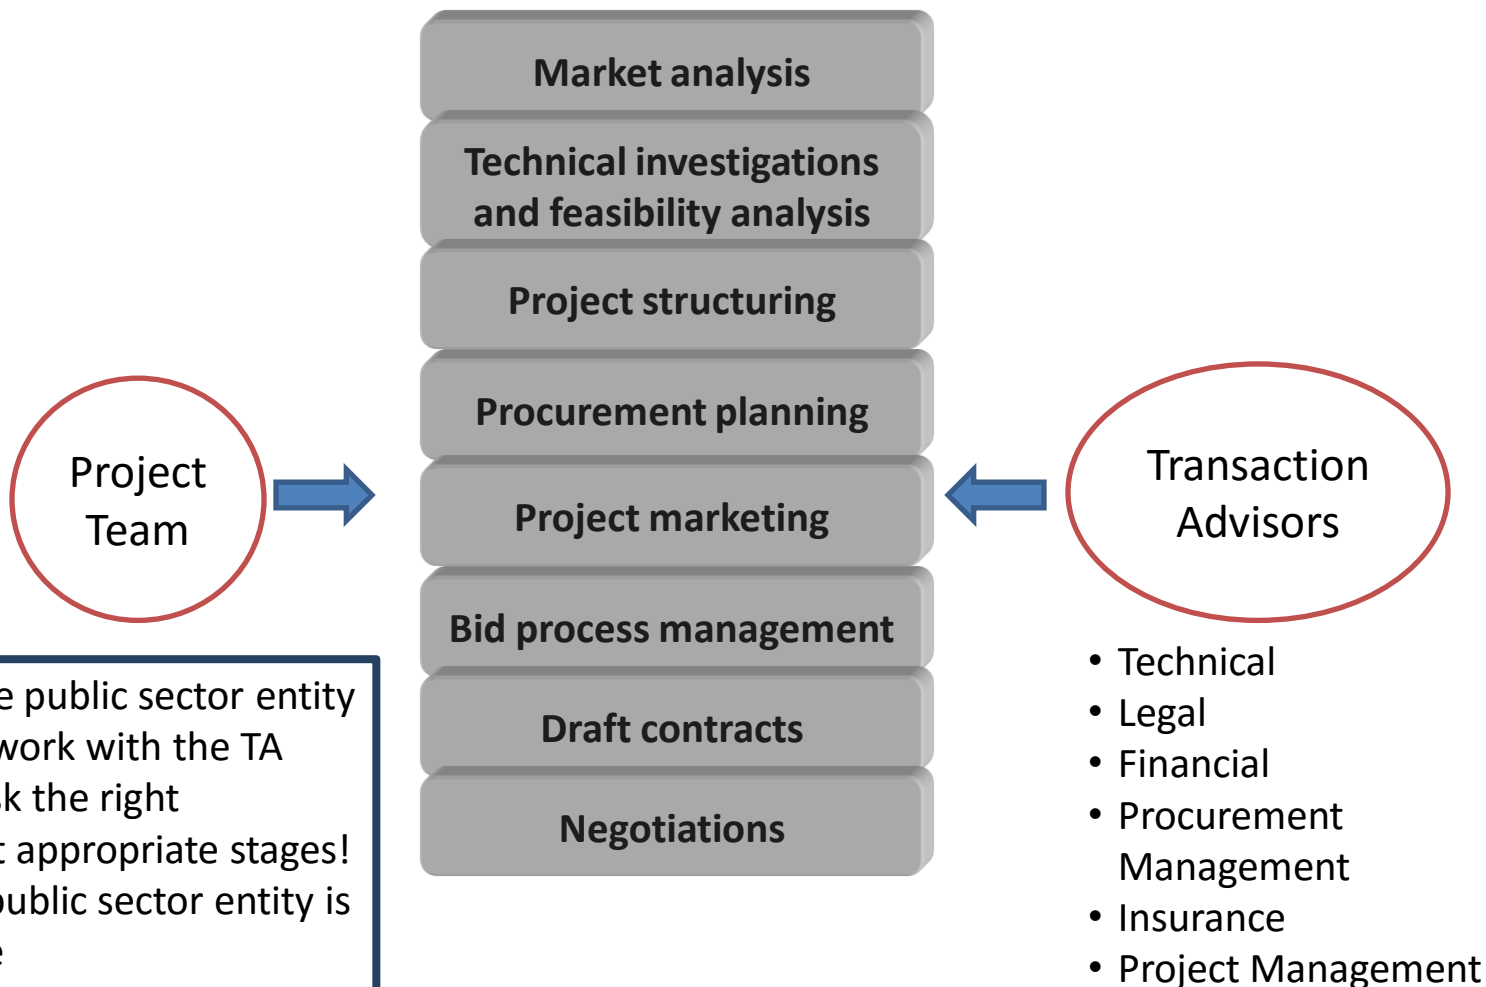 Market analysis
Technical investigations
and feasibility analysis
Project structuring
Procurement planning
Project marketing
Bid process management
Draft contracts
Negotiations
Project
Team
public sector entity
work with the TA
the right
appropriate stages!
public sector entity is
Transaction
Advisors
• Technical
• Legal
• Financial
• Procurement
Management
• Insurance
• Project Management